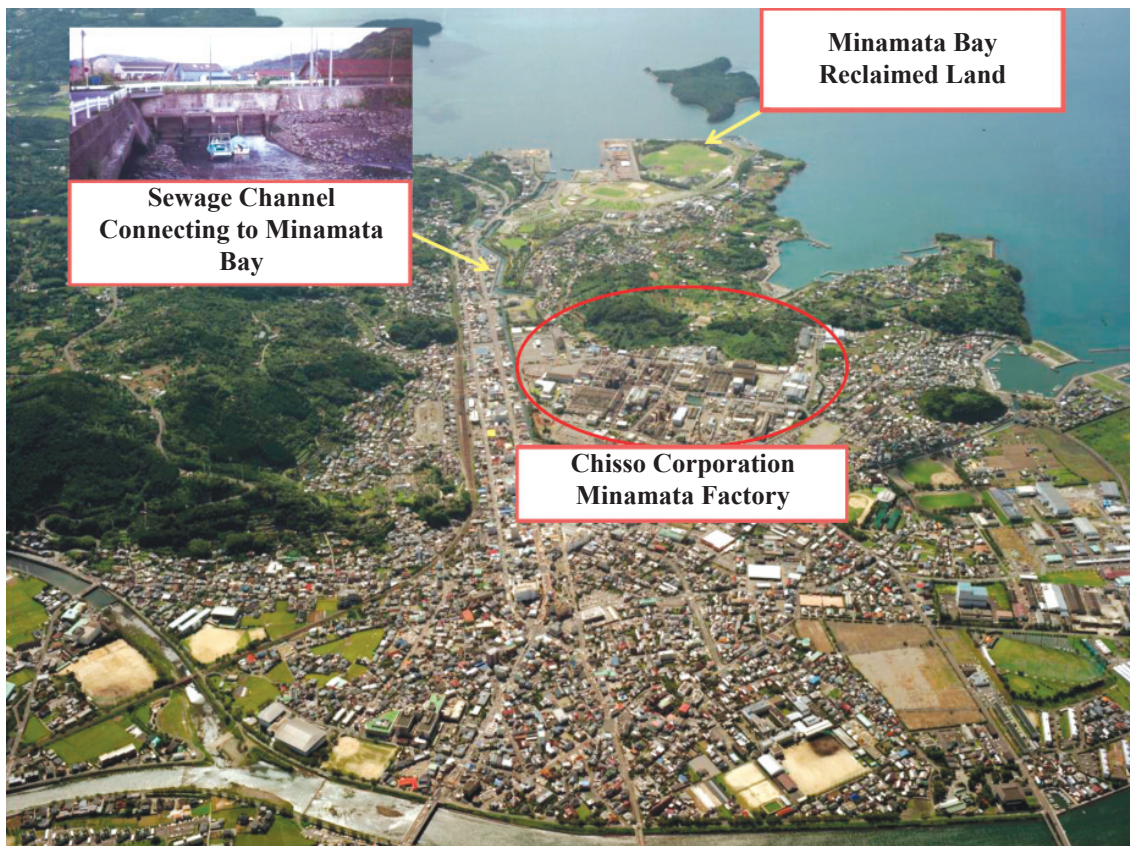 Minamata Bay
Reclaimed Land
Sewage Channel
Connecting to Minamata
Bay
Chisso Corporation
Minamata Factory